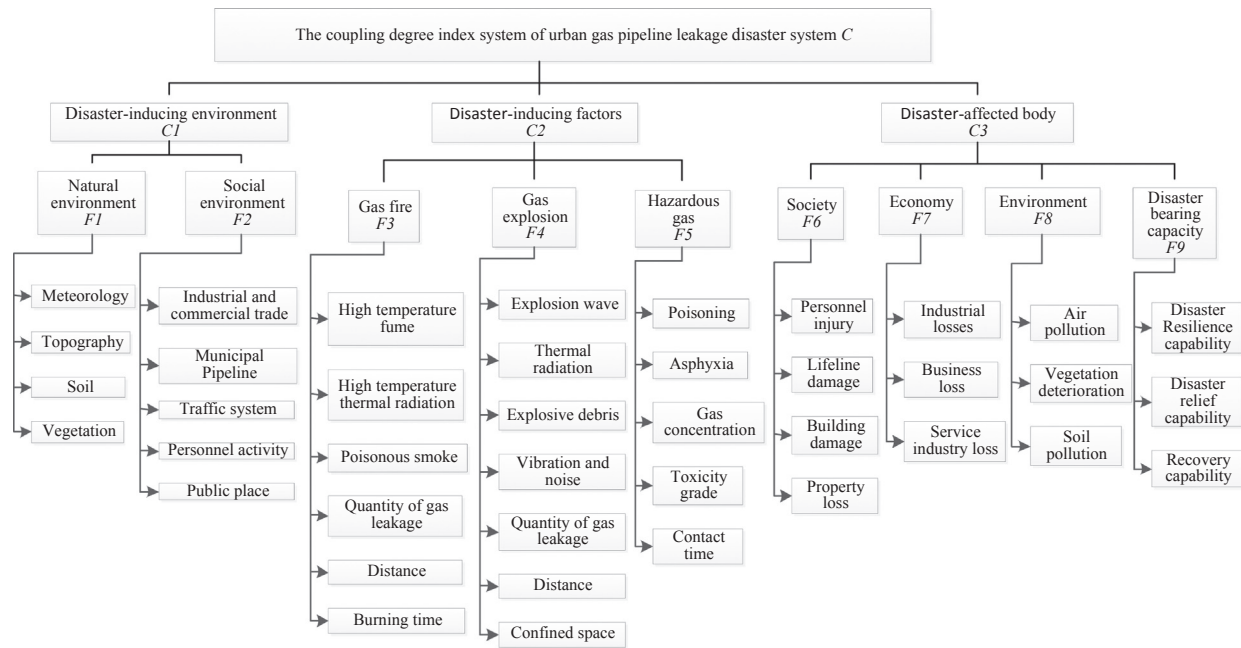 The coupling degree index system of urban gas pipeline leakage disaster system C
Disaster-inducing environment
C1
Disaster-inducing factors
C2
Disaster-affected body
C3
Natural
environment
F1
Social
environment
F2
Gas fire
F3
Gas
explosion
F4
Hazardous
gas
F5
Society
F6
Economy
F7
Environment
F8
Disaster
bearing
capacity
F9
Meteorology
Topography
Soil
Vegetation
Industrial and
commercial trade
Municipal
Pipeline
Traffic system
Personnel activity
Public place
High temperature
fume
High temperature
thermal radiation
Poisonous smoke
Quantity of gas
leakage
Distance
Burning time
Explosion wave
Thermal
radiation
Explosive debris
Vibration and
noise
Quantity of gas
leakage
Distance
Confined space
Poisoning
Asphyxia
Gas
concentration
Toxicity
grade
Contact
time
Personnel
injury
Lifeline
damage
Building
damage
Property
loss
Industrial
losses
Business
loss
Service
industry loss
Air
pollution
Vegetation
deterioration
Soil
pollution
Disaster
Resilience
capability
Disaster
relief
capability
Recovery
capability